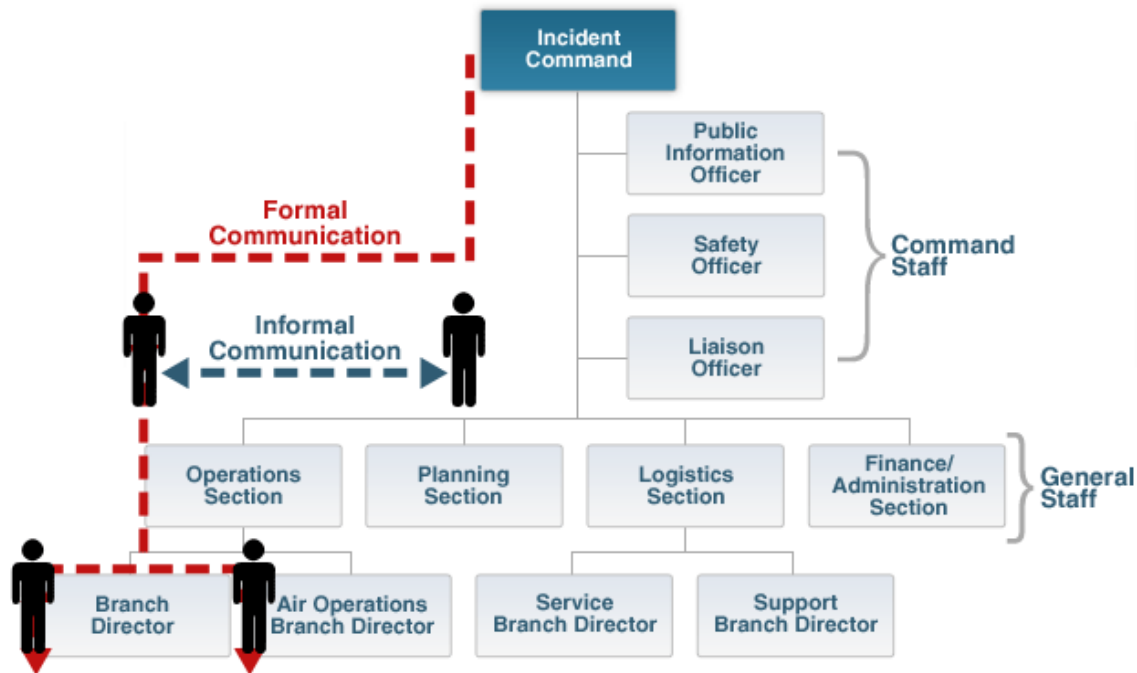 Incident
Command
Public
Information
Officer
Formal
Communication
Safety
Officer
Command
Staff
Informal
Communication
Liaison
Officer
Operations
Section
Planning
Section
Logistics
Section
Finance/
Administration
Section
General
Staff
Branch
Director
Air Operations
Branch Director
Service
Branch Director
Support
Branch Director